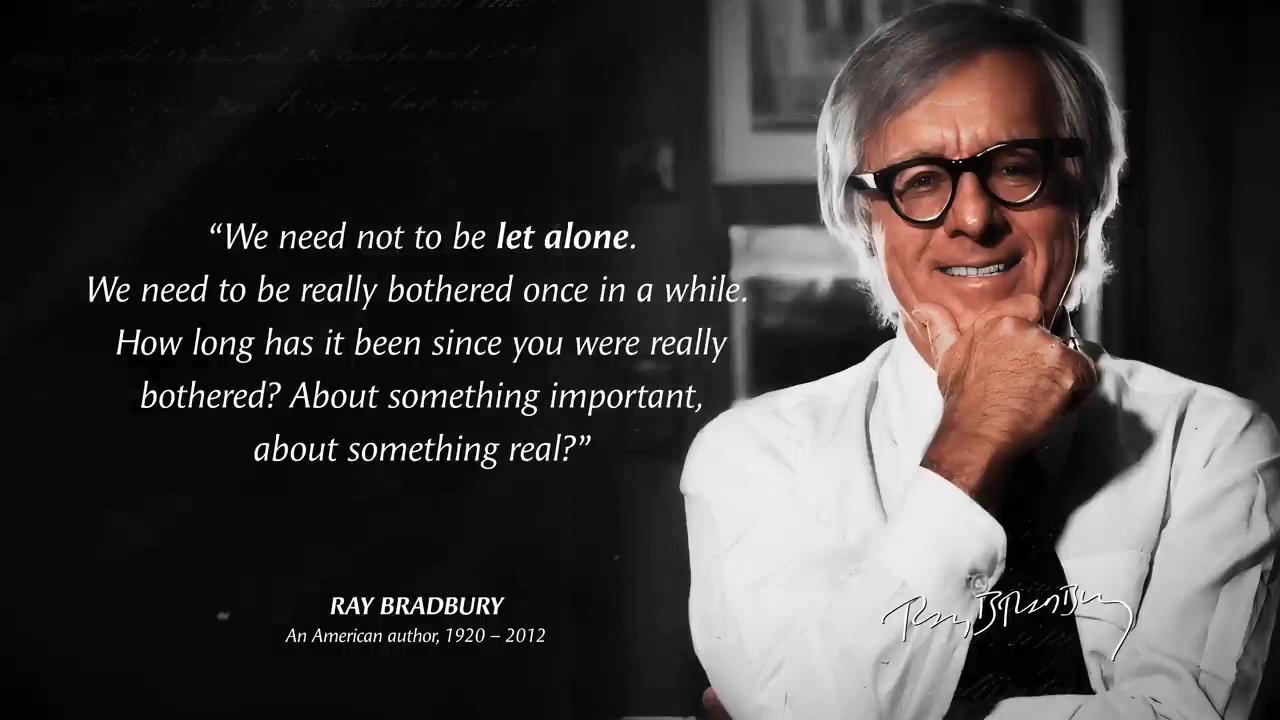 “We need not to be let alone.
We need to be really bothered once in a while.
How long has it been since you were really
bothered? About something important,
about something real?”
RAY BRADBURY
An American author, 1920 – 2012
Ray Bradbury